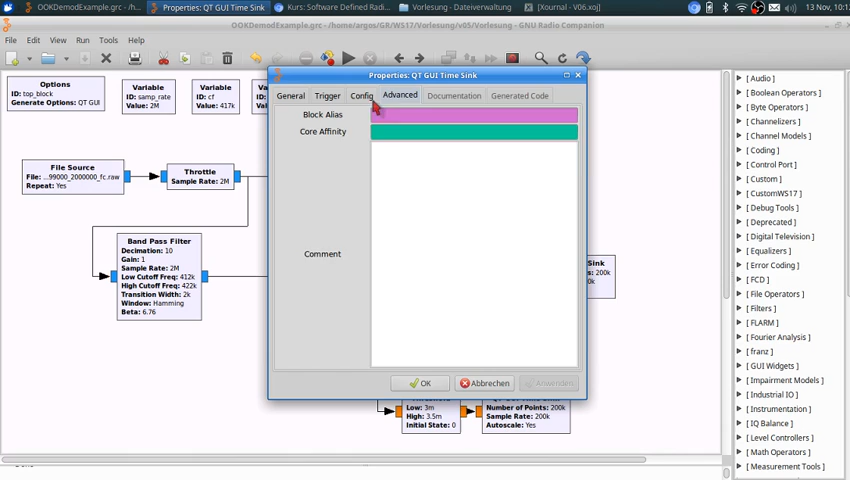 OOKDemodExample.grc - /h...
Properties: QT GUI Time Sink
Kurs: Software Defined Radi...
Vorlesung - Dateiverwaltung
[Xournal - V06.xoj]
13 Nov, 10:1
OOKDemodExample.grc - /home/argos/GR/WS17/Vorlesung/v05/Vorlesung - GNU Radio Companion
File Edit View Run Tools Help
Options
ID: top_block
Generate Options: QT GUI
Variable
ID: samp_rate
Value: 2M
Variable
ID: cf
Value: 417k
File Source
File: ...99000_2000000_fc.raw
Repeat: Yes
Throttle
Sample Rate: 2M
Band Pass Filter
Decimation: 10
Gain: 1
Sample Rate: 2M
Low Cutoff Freq: 412k
High Cutoff Freq: 422k
Transition Width: 2k
Window: Hamming
Beta: 6.76
Properties: QT GUI Time Sink
General Trigger Config Advanced Documentation Generated Code
Block Alias
Core Affinity
Comment
OK Abbrechen Anwenden
Sink
s: 200k
200k
Low: 3m
High: 3.5m
Initial State: 0
Number of Points: 200k
Sample Rate: 200k
Autoscale: Yes
[ Audio ]
[ Boolean Operators ]
[ Byte Operators ]
[ Channelizers ]
[ Channel Models ]
[ Coding ]
[ Control Port ]
[ Custom ]
[ CustomWS17 ]
[ Debug Tools ]
[ Deprecated ]
[ Digital Television ]
[ Equalizers ]
[ Error Coding ]
[ FCD ]
[ File Operators ]
[ Filters ]
[ FLARM ]
[ Fourier Analysis ]
[ franz ]
[ GUI Widgets ]
[ Impairment Models ]
[ Industrial IO ]
[ Instrumentation ]
[ IQ Balance ]
[ Level Controllers ]
[ Math Operators ]
[ Measurement Tools ]